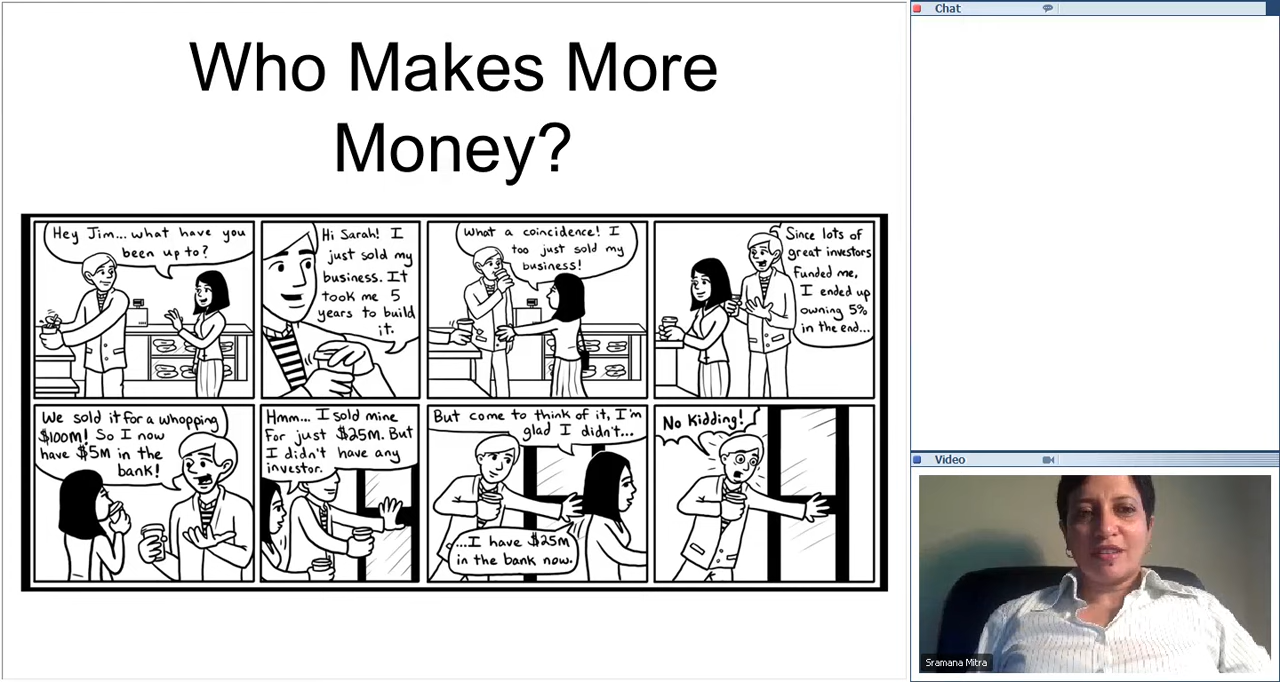 Who Makes More
Money?
Hey Jim... what have you
been up to?
Hi Sarah! I
just sold my
business. It
took me 5
years to build
it.
What a coincidence! I
too just sold my
business!
Since lots of
great investors
funded me,
I ended up
owning 5%
in the end...
We sold it for a whopping
$100M! So I now
have $5M in the
bank!
Hmm... I sold mine
for just $25M. But
I didn't have any
investor.
But come to think of it, I'm
glad I didn't...
...I have $25M
in the bank now.
No Kidding!
Chat
Video
Sramana Mitra